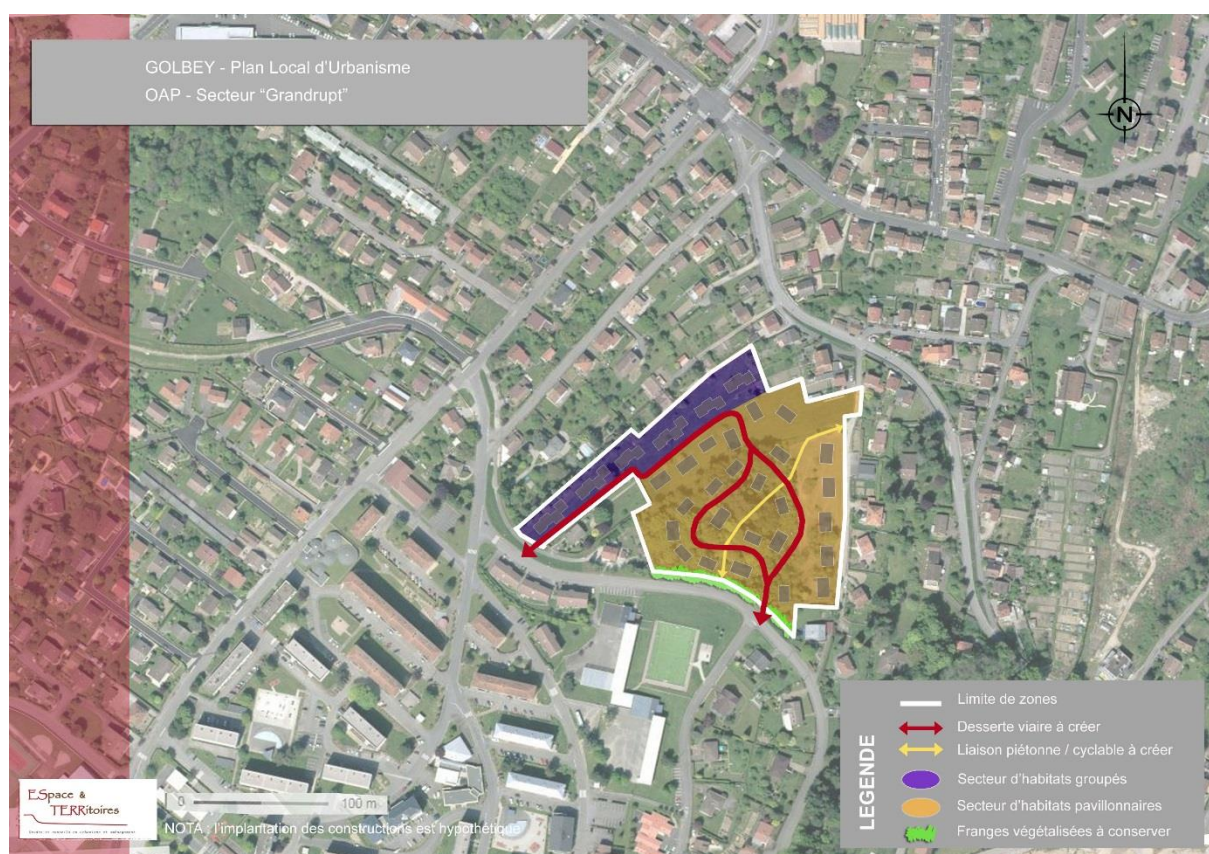 GOLBEY - Plan Local d'Urbanisme
OAP - Secteur "Grandrupt"
N
LEGENDE
Limite de zones
Desserte viaire à créer
Liaison piétonne / cyclable à créer
Secteur d'habitats groupés
Secteur d'habitats pavillonnaires
Franges végétalisées à conserver
ESpace &
TERRitoires
0 100 m
NOTA : l'implantation des constructions est hypothétique